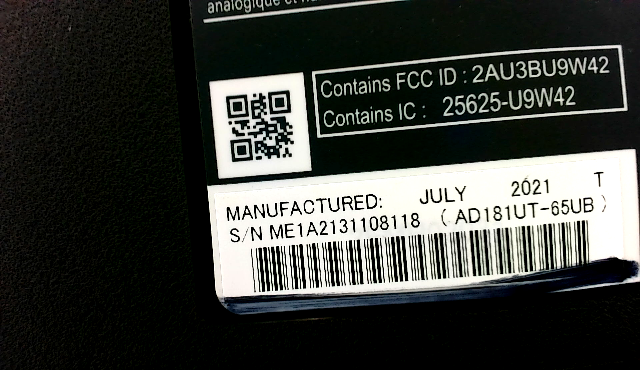 analogique et
Contains FCC ID : 2AU3BU9W42
Contains IC : 25625-U9W42
MANUFACTURED: JULY 2021 T
S/N ME1A2131108118 ( AD181UT-65UB )